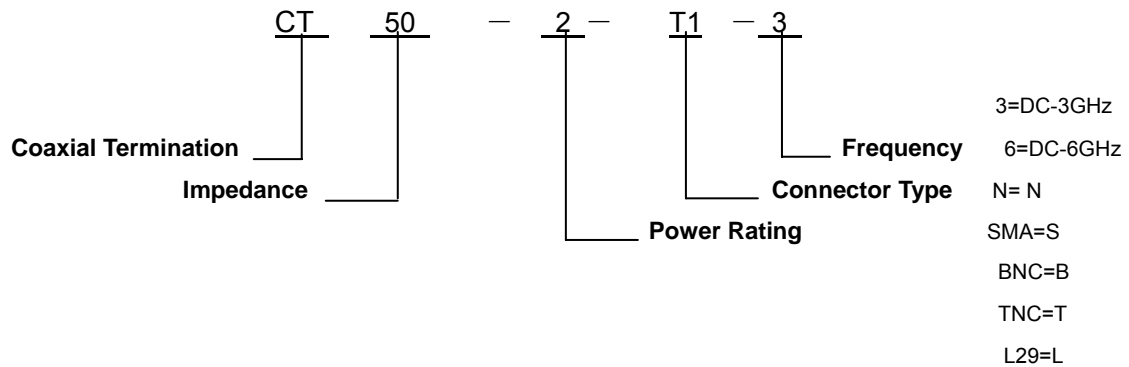 CT 50 — 2 — T1 — 3
3=DC-3GHz
Coaxial Termination Frequency 6=DC-6GHz
Impedance Connector Type N= N
Power Rating SMA=S
BNC=B
TNC=T
L29=L